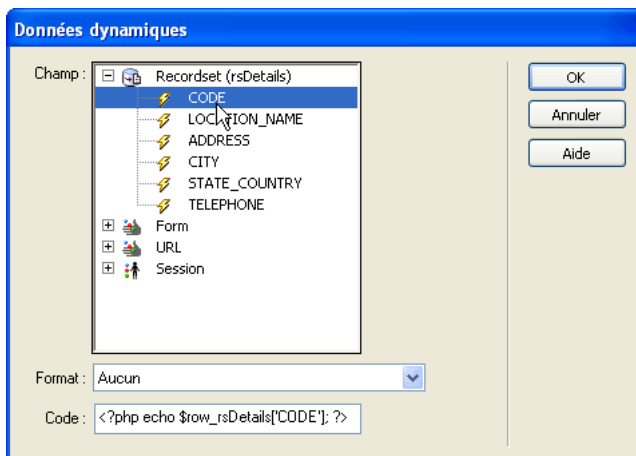 Données dynamiques
Champ :
Recordset (rsDetails)
CODE
LOCATION_NAME
ADDRESS
CITY
STATE_COUNTRY
TELEPHONE
Form
URL
Session
OK
Annuler
Aide
Format : Aucun
Code : <?php echo $row_rsDetails['CODE']; ?>